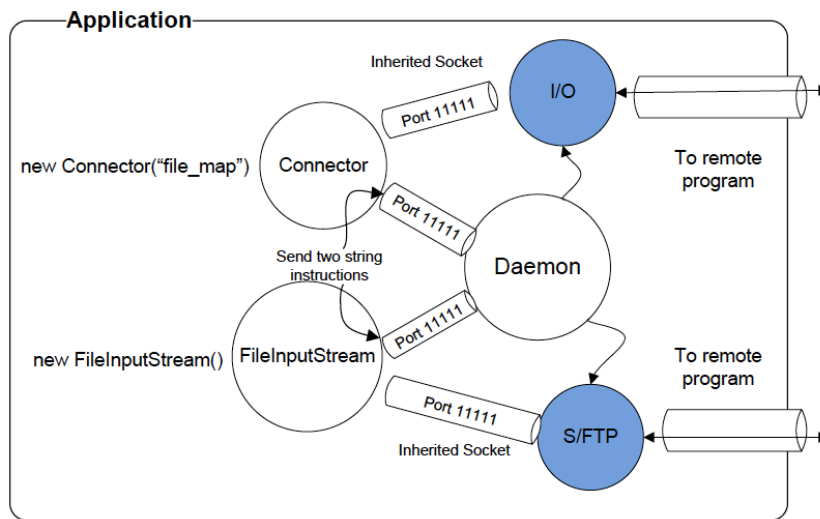 Application
Inherited Socket
I/O
Port 11111
To remote
program
new Connector("file_map")
Connector
Port 11111
Send two string
instructions
Daemon
Port 11111
new FileInputStream()
FileInputStream
To remote
program
Port 11111
Inherited Socket
S/FTP